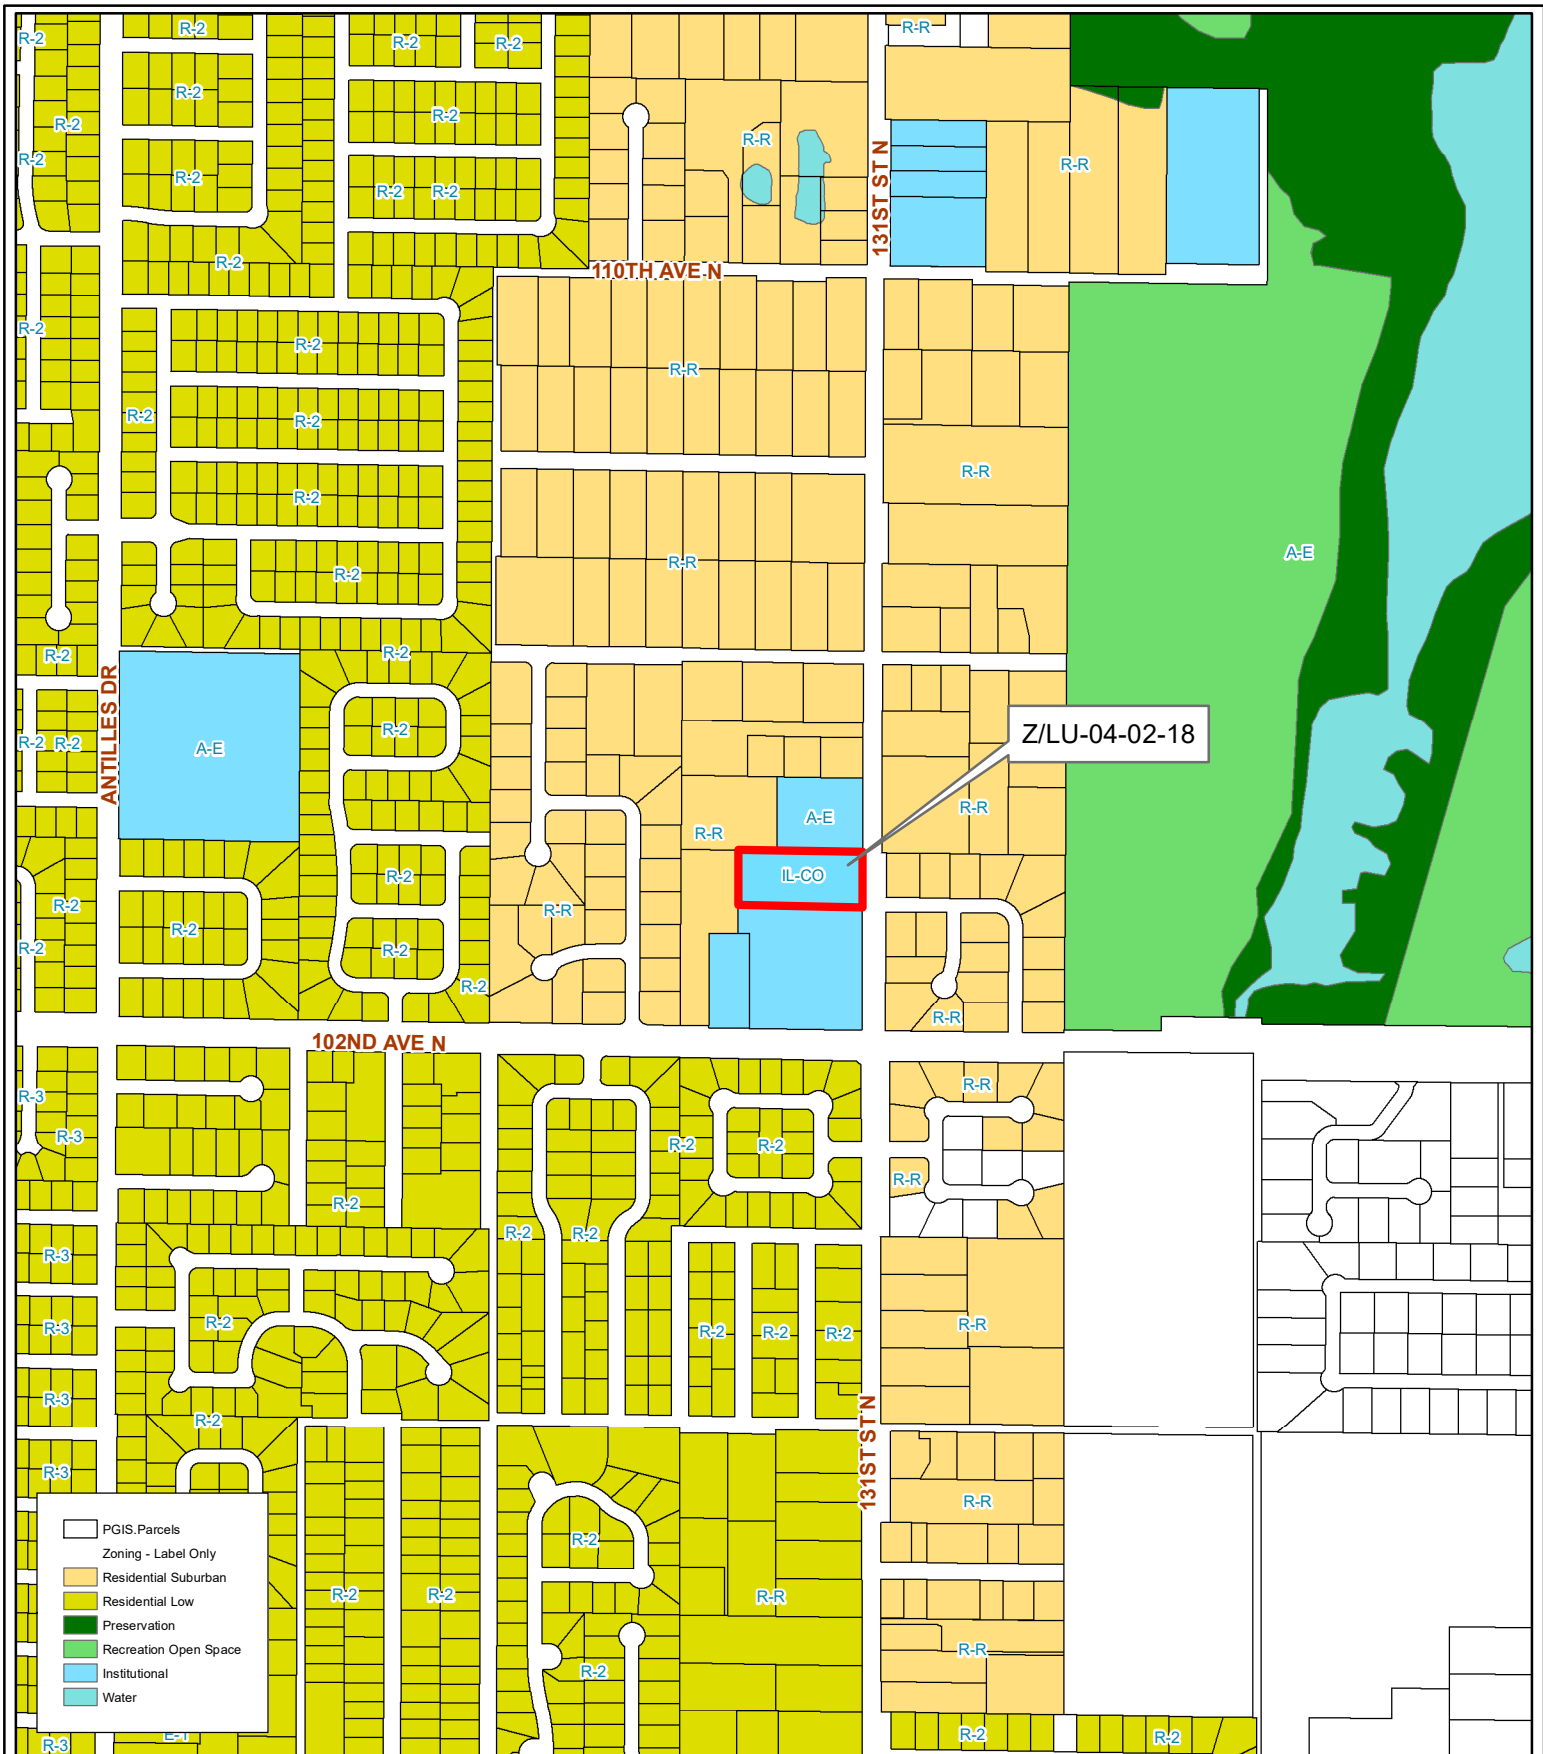 R-2
R-2
R-2
R-2
R-R
R-2
R-2
R-2
R-R
R-R
R-2
R-2
R-2
R-2
131ST ST N
R-2
110TH AVE N
R-2
R-2
R-R
R-2
R-2
R-R
R-2
A-E
R-R
R-2
R-2
R-2
ANTILLES DR
R-2
Z/LU-04-02-18
R-2
R-2
A-E
R-R
A-E
R-R
R-2
IL-CO
R-2
R-R
R-2
R-2
R-2
R-2
R-R
102ND AVE N
R-R
R-3
R-3
R-2
R-2
R-R
R-2
R-2
R-2
R-3
R-2
R-3
R-2
R-2
R-2
R-R
R-3
R-2
131ST ST N
R-3
R-R
R-2
R-2
R-2
R-R
R-R
R-2
R-2
R-2
R-3
E-1
PGIS.Parcels
Zoning - Label Only
Residential Suburban
Residential Low
Preservation
Recreation Open Space
Institutional
Water